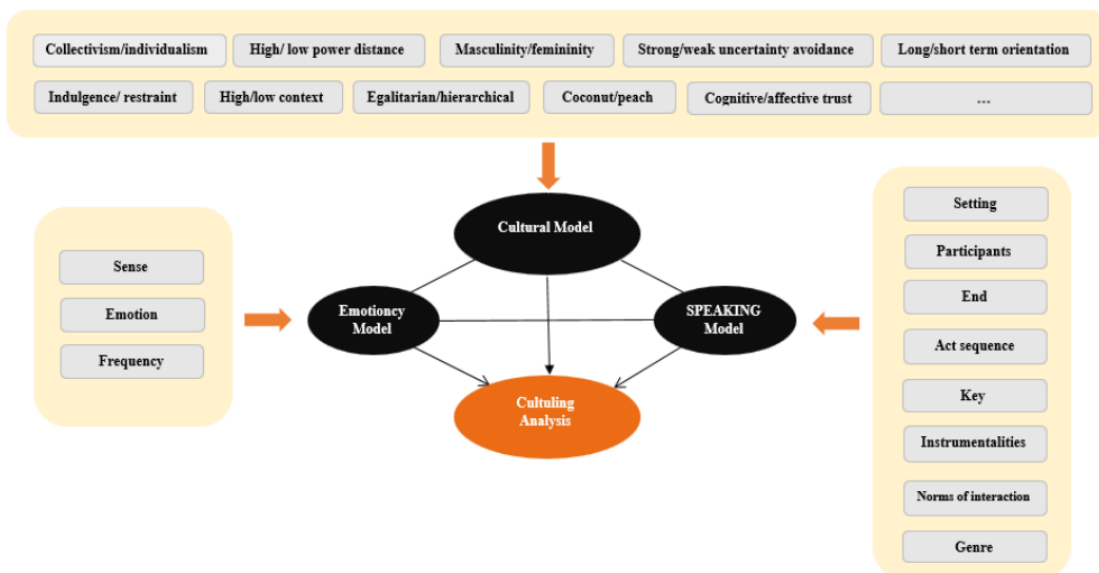 Collectivism/individualism
High/ low power distance
Masculinity/femininity
Strong/weak uncertainty avoidance
Long/short term orientation
Indulgence/ restraint
High/low context
Egalitarian/hierarchical
Coconut/peach
Cognitive/affective trust
...
Cultural Model
Sense
Emotion
Frequency
Emotioncy
Model
SPEAKING
Model
Cultuling
Analysis
Setting
Participants
End
Act sequence
Key
Instrumentalities
Norms of interaction
Genre